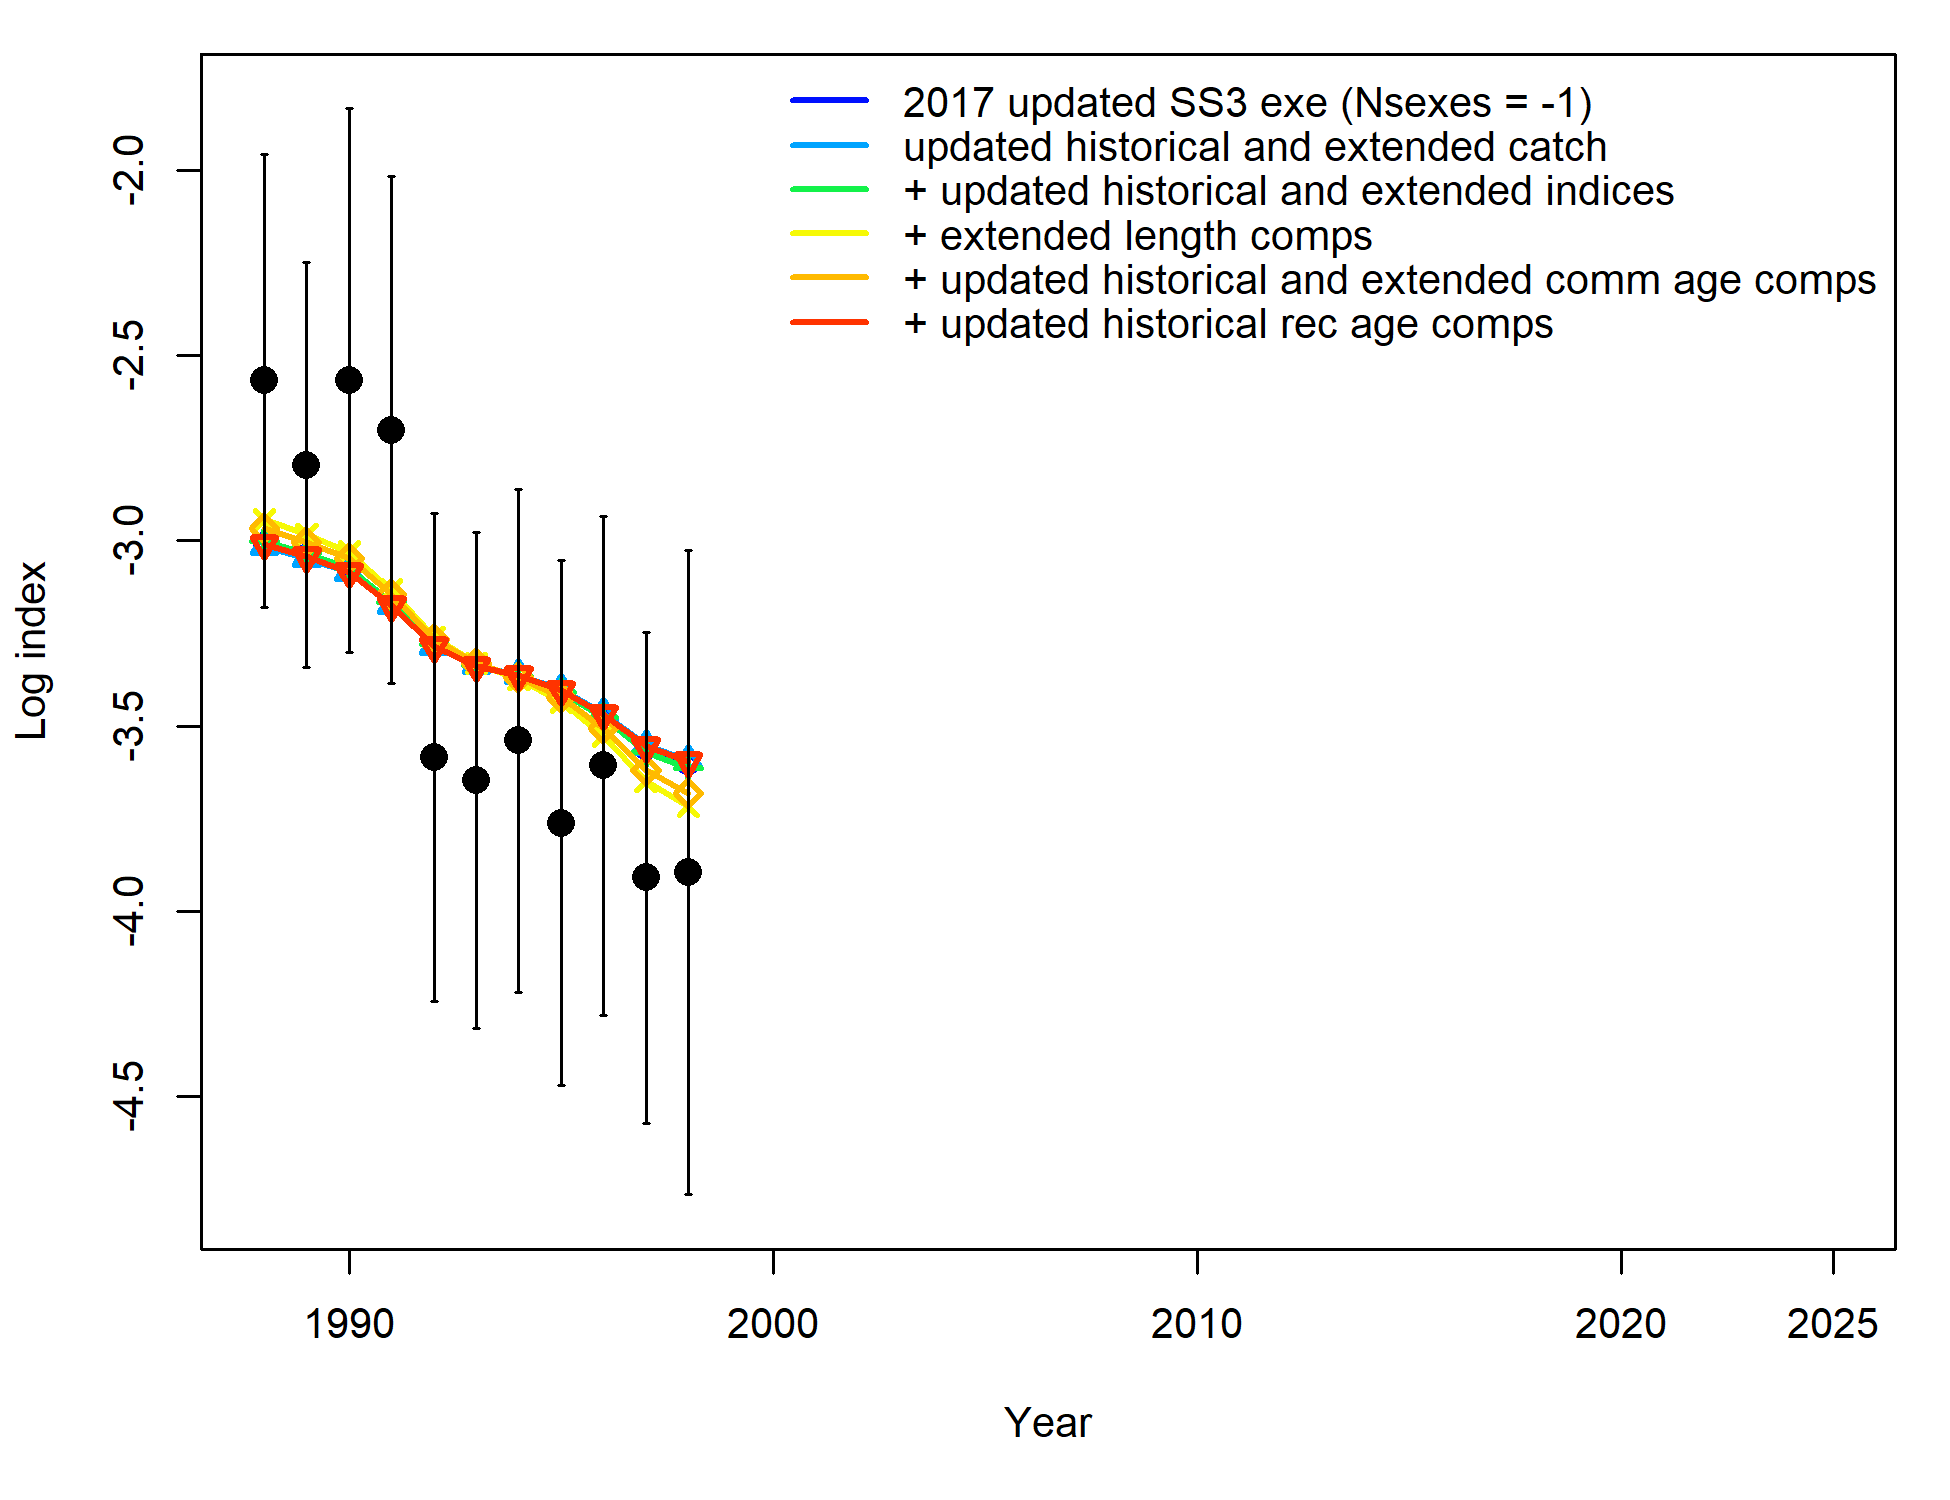 2017 updated SS3 exe (Nsexes = -1)
updated historical and extended catch
+ updated historical and extended indices
+ extended length comps
+ updated historical and extended comm age comps
+ updated historical rec age comps
-2.0
-2.5
-3.0
-3.5
-4.0
-4.5
Log index
1990 2000 2010 2020 2025
Year